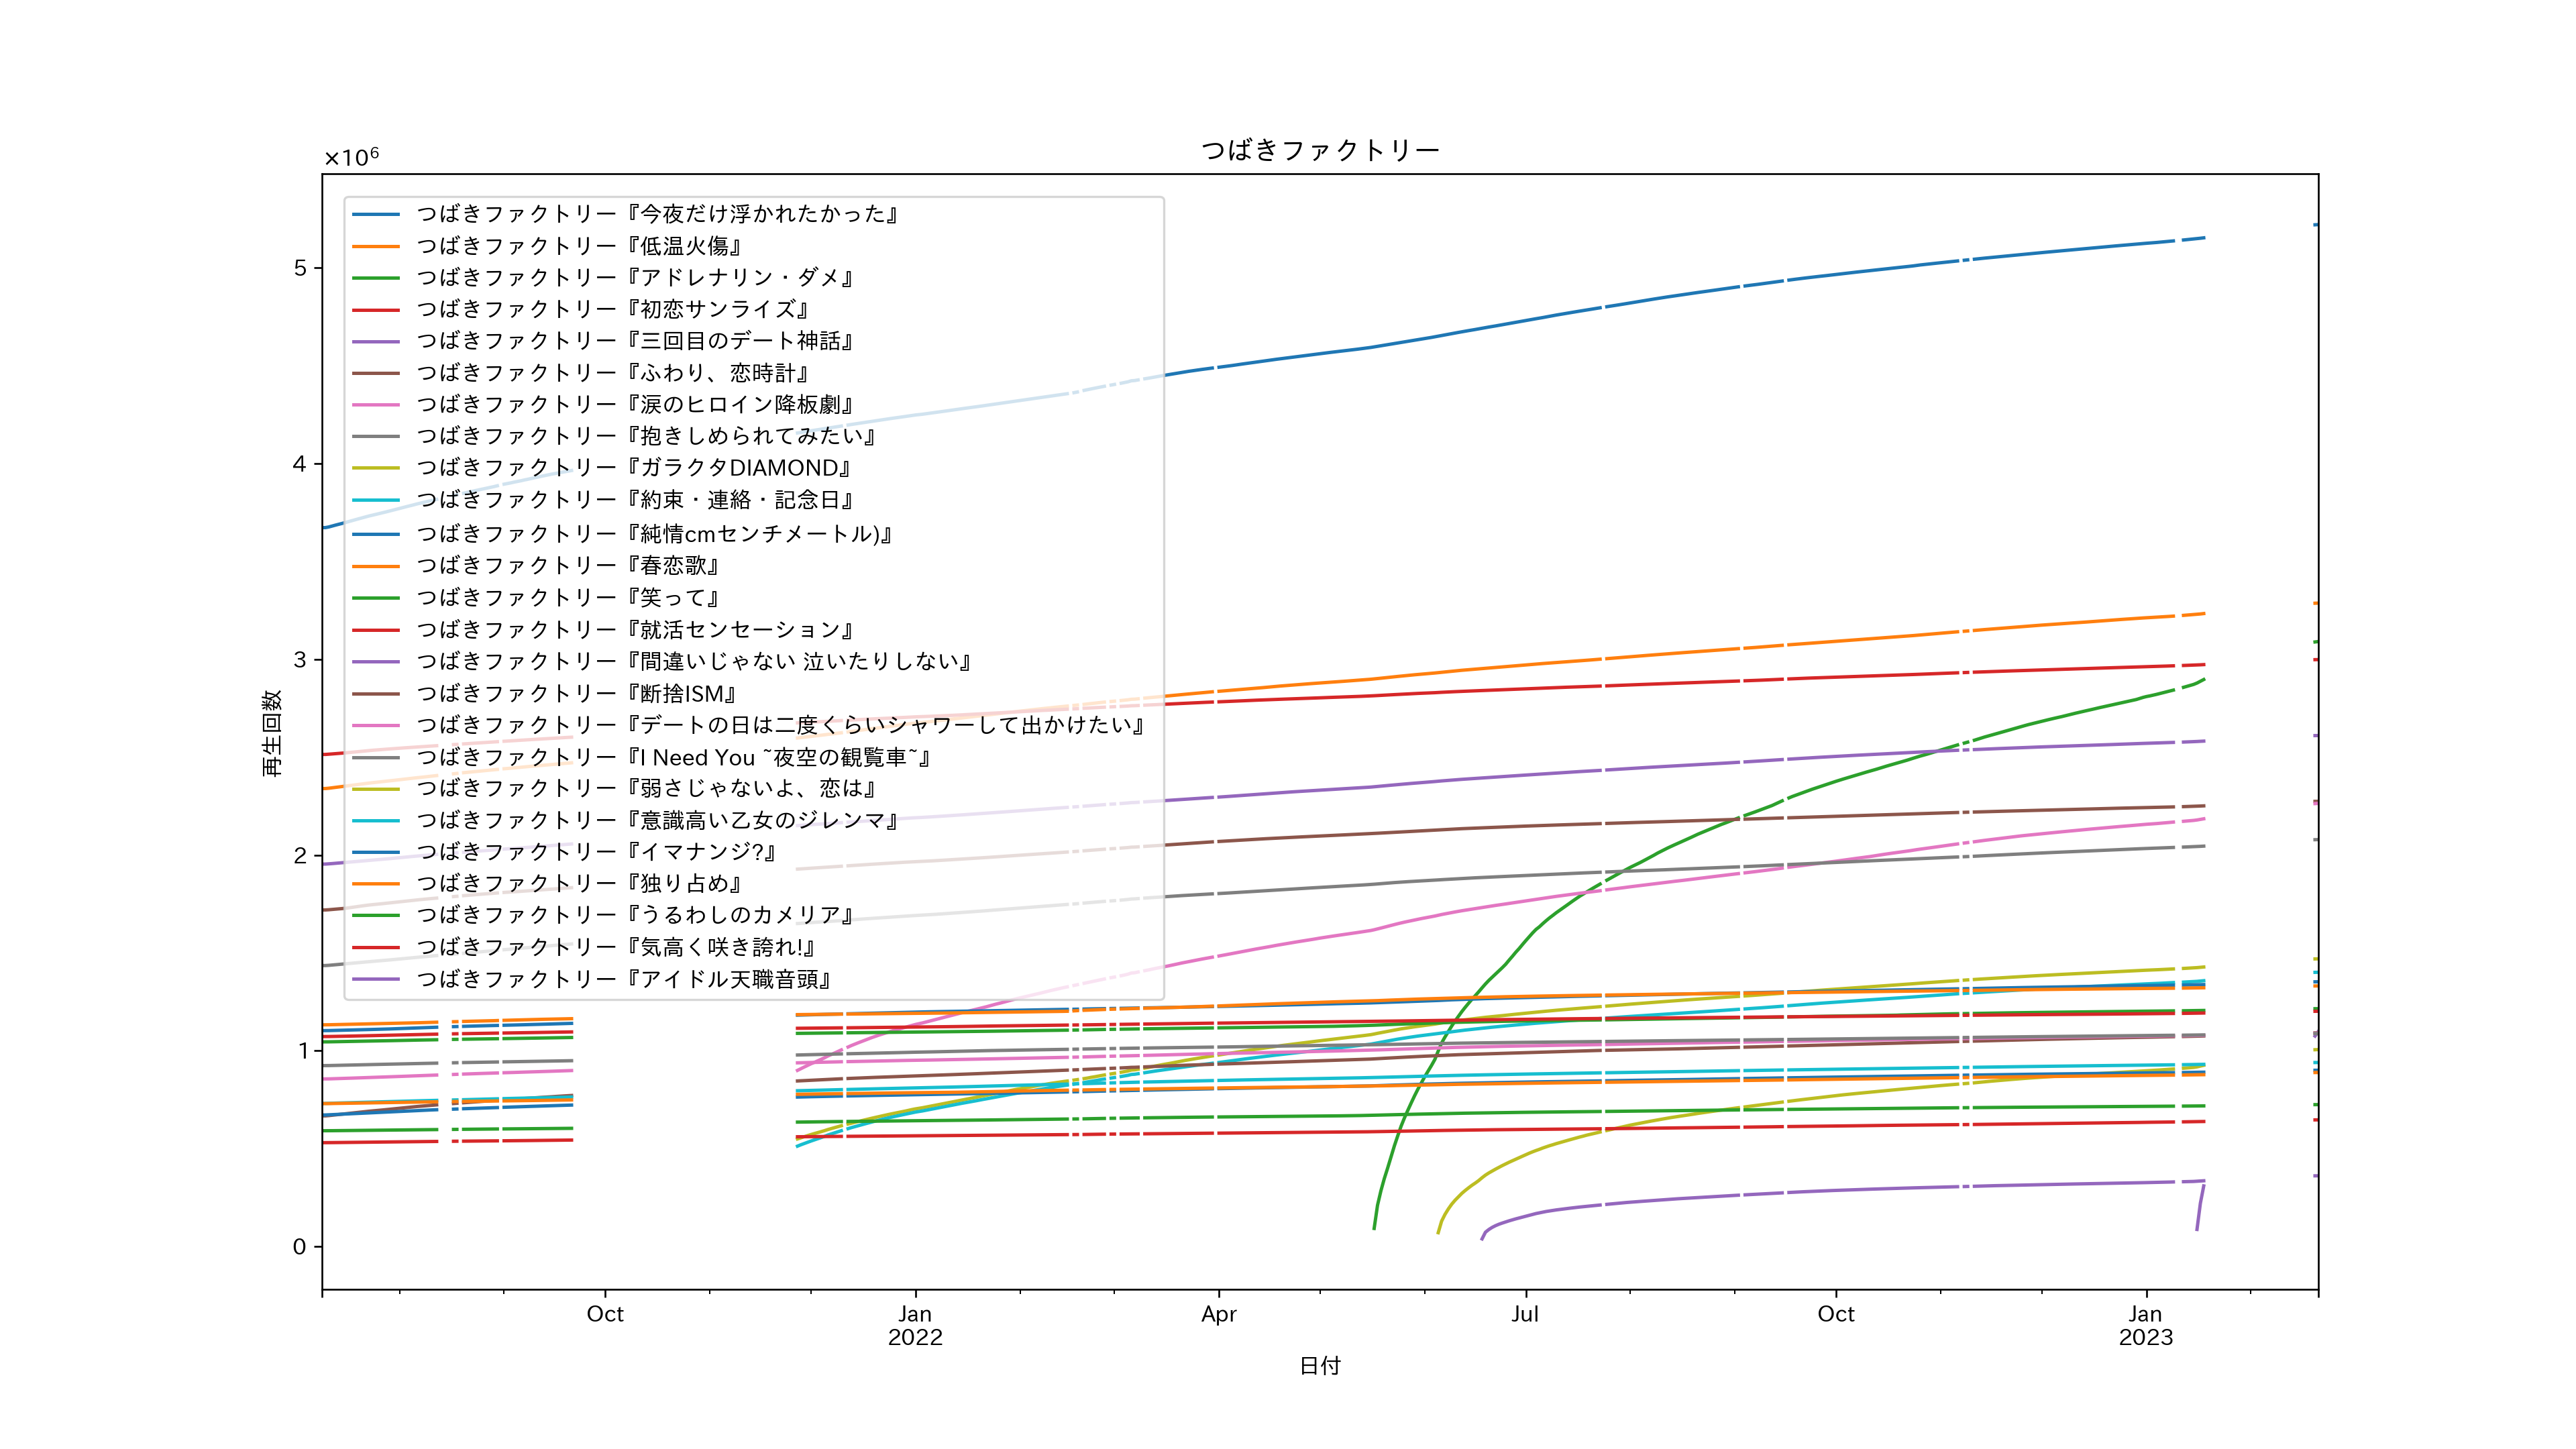 つばきファクトリー
×10⁶
つばきファクトリー『今夜だけ浮かれたかった』
つばきファクトリー『低温火傷』
つばきファクトリー『アドレナリン・ダメ』
つばきファクトリー『初恋サンライズ』
つばきファクトリー『三回目のデート神話』
つばきファクトリー『ふわり、恋時計』
つばきファクトリー『涙のヒロイン降板劇』
つばきファクトリー『抱きしめられてみたい』
つばきファクトリー『ガラクタDIAMOND』
つばきファクトリー『約束・連絡・記念日』
つばきファクトリー『純情cmセンチメートル)』
つばきファクトリー『春恋歌』
つばきファクトリー『笑って』
つばきファクトリー『就活センセーション』
つばきファクトリー『間違いじゃない 泣いたりしない』
つばきファクトリー『断捨ISM』
つばきファクトリー『デートの日は二度くらいシャワーして出かけたい』
つばきファクトリー『I Need You ~夜空の観覧車~』
つばきファクトリー『弱さじゃないよ、恋は』
つばきファクトリー『意識高い乙女のジレンマ』
つばきファクトリー『イマナンジ?』
つばきファクトリー『独り占め』
つばきファクトリー『うるわしのカメリア』
つばきファクトリー『気高く咲き誇れ!』
つばきファクトリー『アイドル天職音頭』
5
4
3
2
1
0
再生回数
Oct Jan Apr Jul Oct Jan
2022 2023
日付